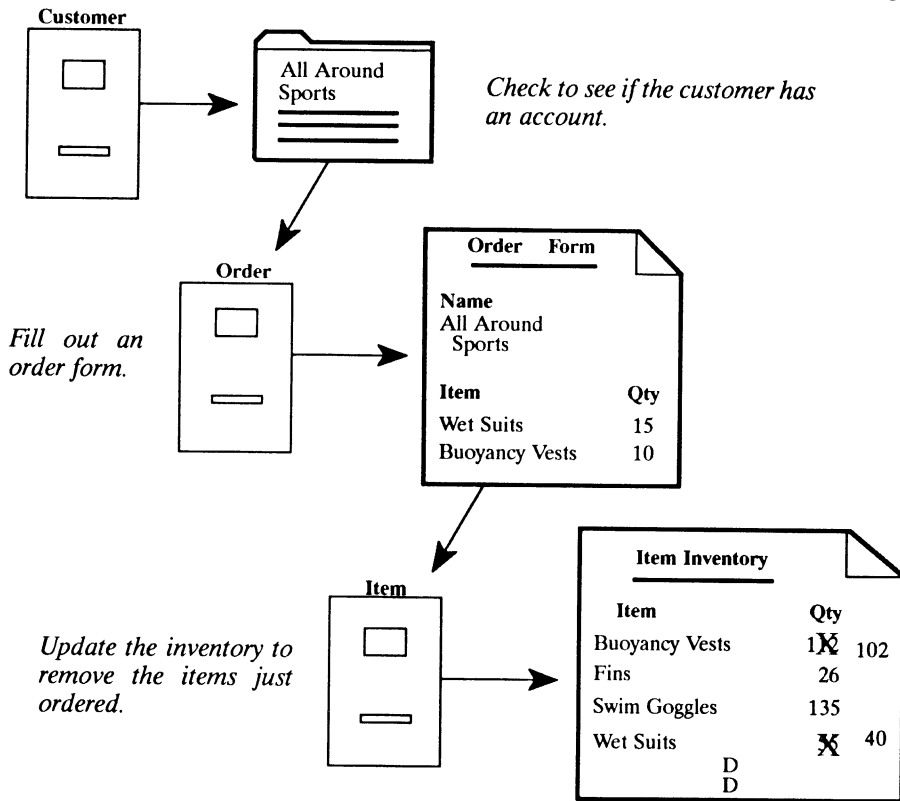 Customer
All Around
Sports
Check to see if the customer has
an account.
Order
Fill out an
order form.
Order Form
Name
All Around
Sports
Item Qty
Wet Suits 15
Buoyancy Vests 10
Item
Update the inventory to
remove the items just
ordered.
Item Inventory
Item Qty
Buoyancy Vests 102
Fins 26
Swim Goggles 135
Wet Suits 40
D
D